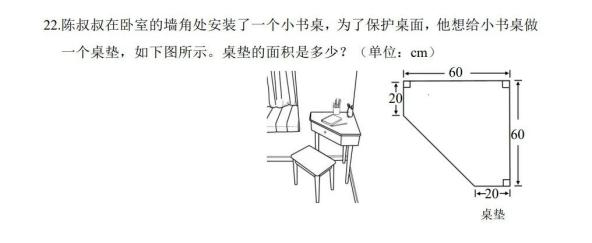 22.陈叔叔在卧室的墙角处安装了一个小书桌，为了保护桌面，他想给小书桌做
一个桌垫，如下图所示。桌垫的面积是多少？（单位：cm）
60
20
60
20
桌垫